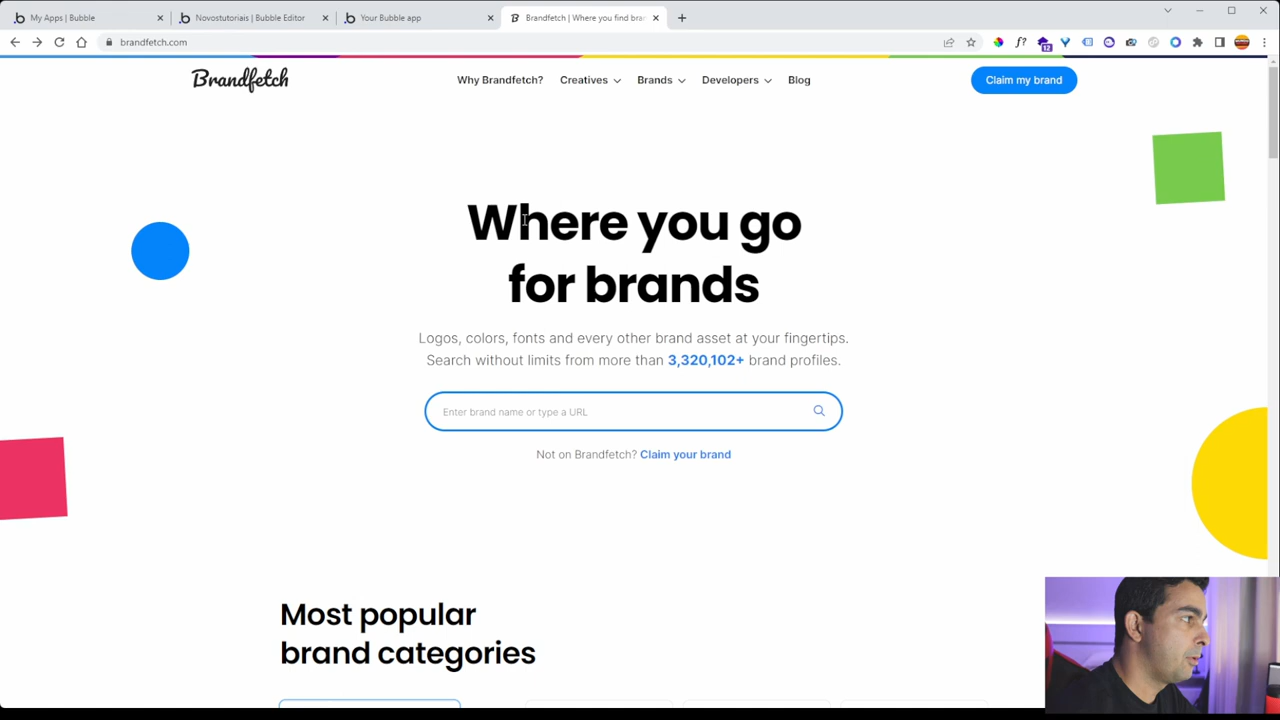 My Apps | Bubble
Novostutoriais | Bubble Editor
Your Bubble app
Brandfetch | Where you find bra
brandfetch.com
f?
12
Brandfetch
Why Brandfetch?
Creatives
Brands
Developers
Blog
Claim my brand
Where you go
for brands
Logos, colors, fonts and every other brand asset at your fingertips.
Search without limits from more than 3,320,102+ brand profiles.
Enter brand name or type a URL
Not on Brandfetch? Claim your brand
Most popular
brand categories